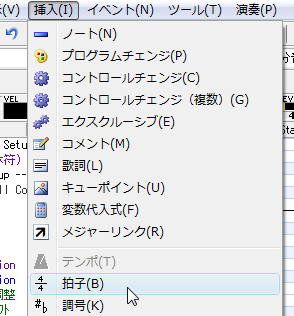 (V) 挿入(I) イベント(N) ツール(T) 演奏(P)
ノート(N)
プログラムチェンジ(P)
コントロールチェンジ(C)
コントロールチェンジ（複数）(G)
エクスクルーシブ(E)
コメント(M)
歌詞(L)
キューポイント(U)
変数代入式(F)
メジャーリンク(R)
テンポ(T)
拍子(B)
調号(K)
VEL
Setu
休符)
up --
ll Co
ion
ion
調整
外